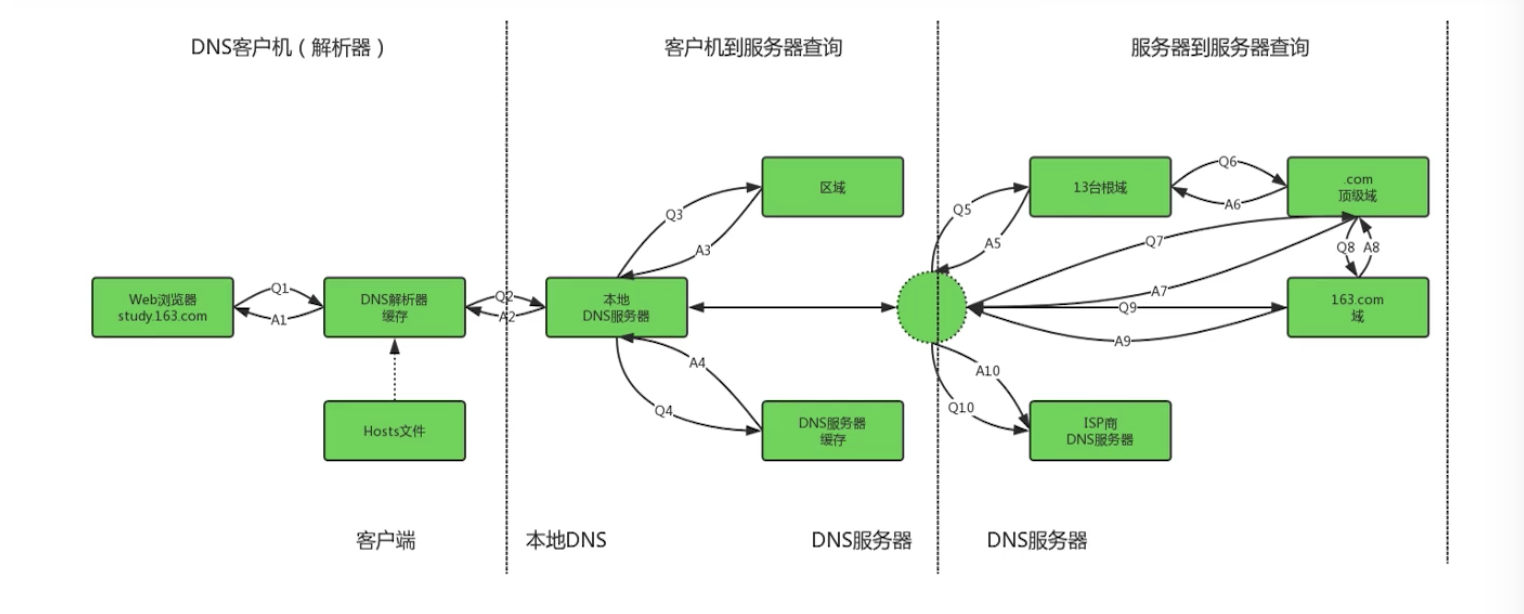 DNS客户机（解析器）
客户机到服务器查询
服务器到服务器查询
Web浏览器
study.163.com
Q1
A1
DNS解析器
缓存
Hosts文件
Q2
A2
本地
DNS服务器
Q3
A3
区域
A4
Q4
DNS服务器
缓存
Q5
A5
13台根域
Q6
A6
.com
顶级域
Q7
A7
Q8
A8
Q9
A9
163.com
域
A10
Q10
ISP商
DNS服务器
客户端
本地DNS
DNS服务器
DNS服务器